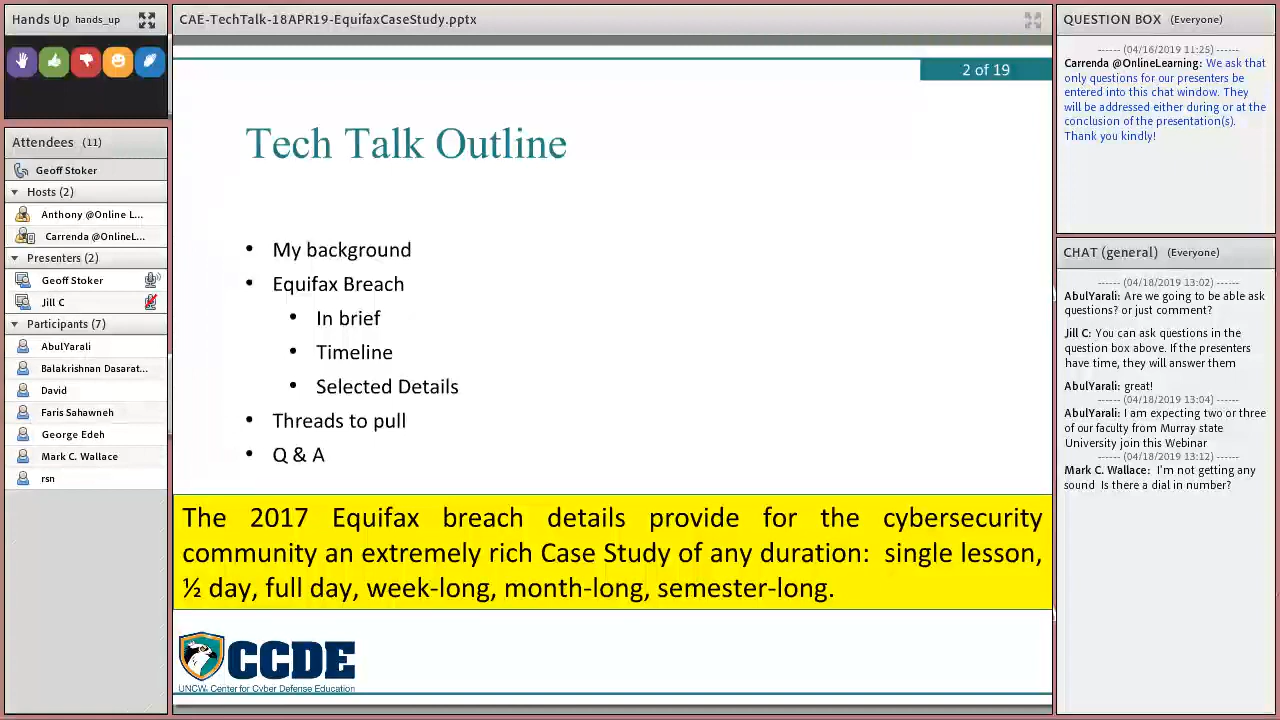 Hands Up hands_up
Attendees (11)
Geoff Stoker
Hosts (2)
Anthony @Online L...
Carrenda @OnlineL...
Presenters (2)
Geoff Stoker
Jill C
Participants (7)
AbulYarali
Balakrishnan Dasarat...
David
Faris Sahawneh
George Edeh
Mark C. Wallace
rsn
CAE-TechTalk-18APR19-EquifaxCaseStudy.pptx
2 of 19
Tech Talk Outline
• My background
• Equifax Breach
• In brief
• Timeline
• Selected Details
• Threads to pull
• Q & A
The 2017 Equifax breach details provide for the cybersecurity
community an extremely rich Case Study of any duration: single lesson,
½ day, full day, week-long, month-long, semester-long.
CCDE
UNCW Center for Cyber Defense Education
QUESTION BOX (Everyone)
------ (04/16/2019 11:25) ------
Carrenda @OnlineLearning: We ask that
only questions for our presenters be
entered into this chat window. They
will be addressed either during or at the
conclusion of the presentation(s).
Thank you kindly!
CHAT (general) (Everyone)
------ (04/18/2019 13:02) ------
AbulYarali: Are we going to be able ask
questions? or just comment?
Jill C: You can ask questions in the
question box above. If the presenters
have time, they will answer them
AbulYarali: great!
------ (04/18/2019 13:04) ------
AbulYarali: I am expecting two or three
of our faculty from Murray state
University join this Webinar
------ (04/18/2019 13:12) ------
Mark C. Wallace: I'm not getting any
sound Is there a dial in number?